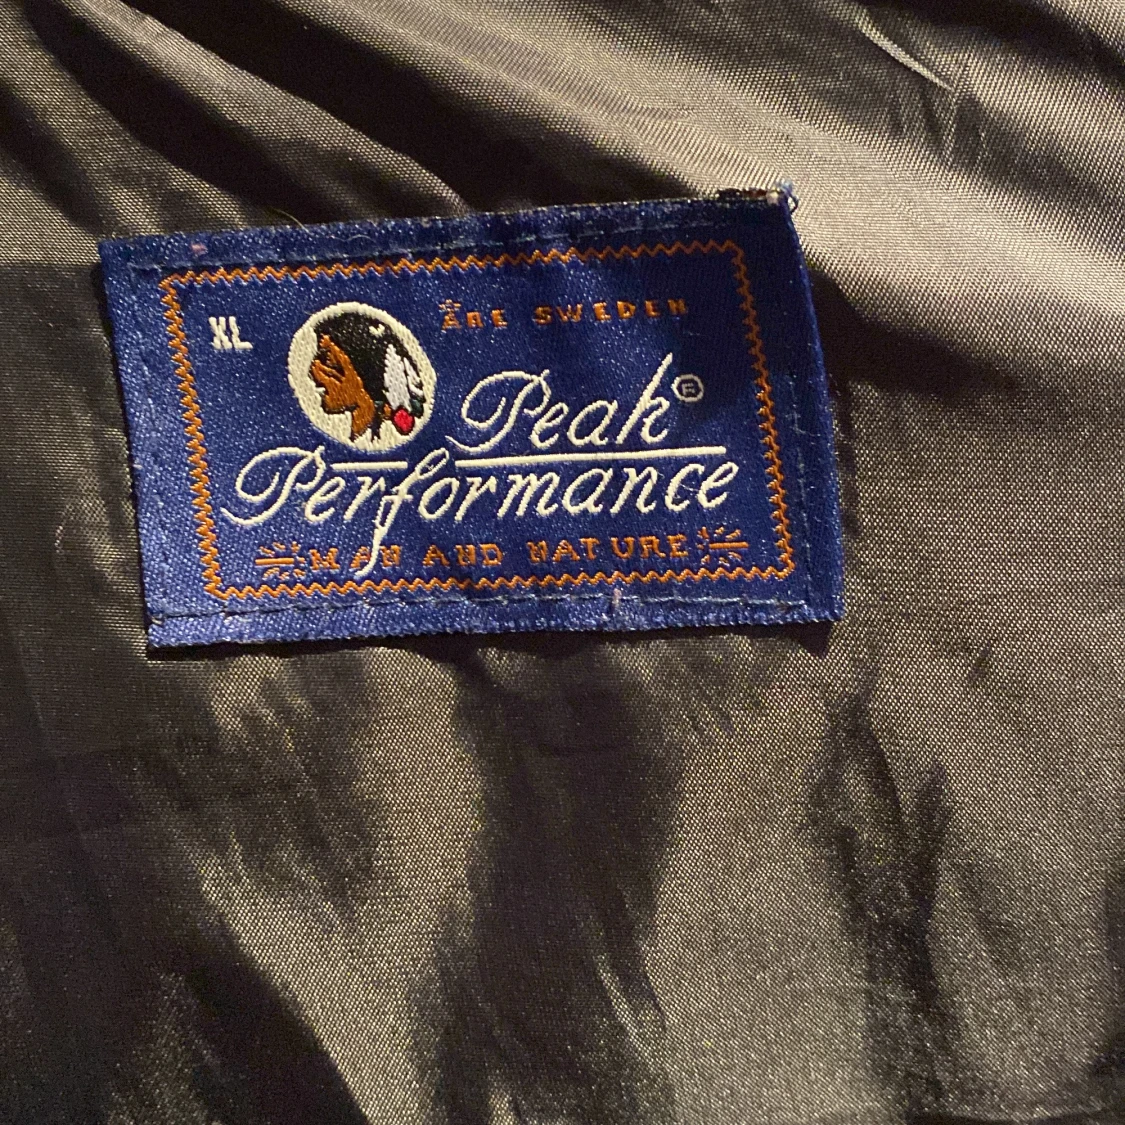 XL
ÅRE SWEDEN
Peak®
Performance
MAN AND NATURE